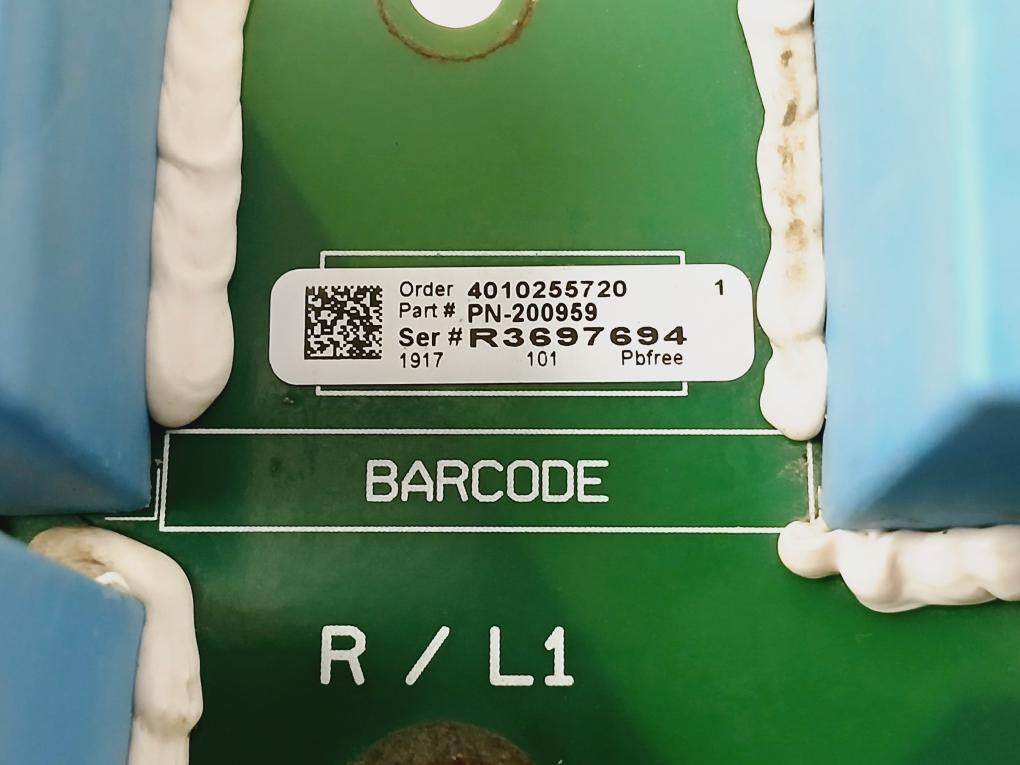 Order 4010255720 1
Part # PN-200959
Ser # R3697694
1917 101 Pbfree
BARCODE
R / L1